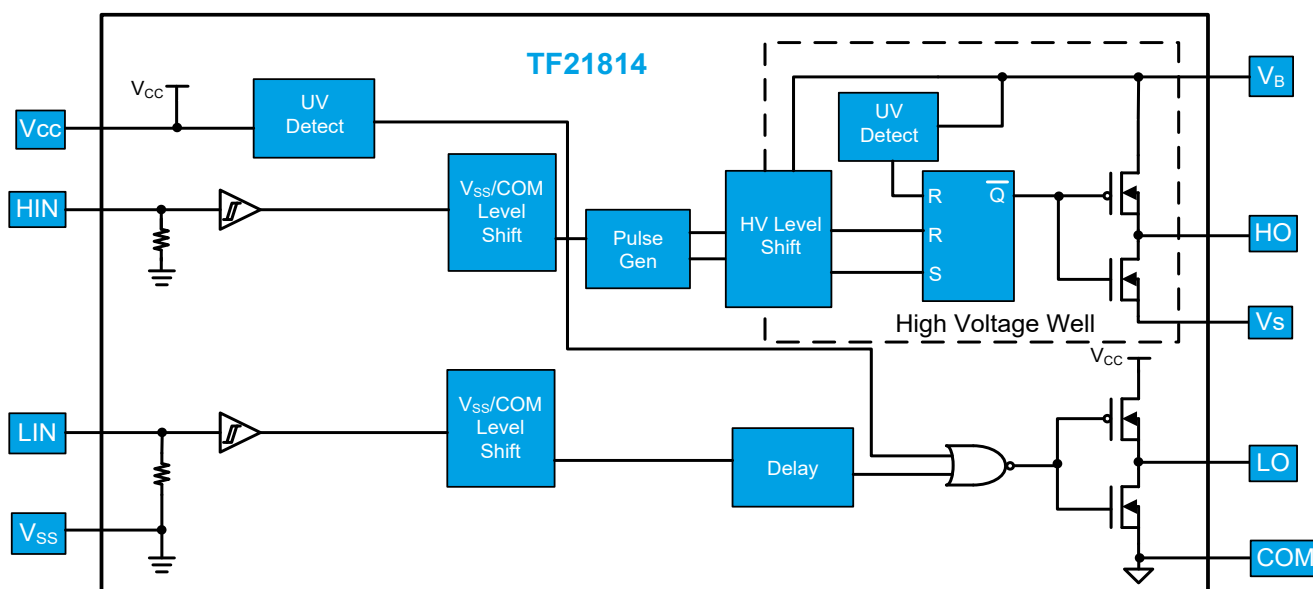 TF21814
VCC
UV
Detect
VB
Vcc
UV
Detect
HIN
VSS/COM
Level
Shift
Pulse
Gen
HV Level
Shift
R
Q̅
R
S
HO
High Voltage Well
Vs
VCC
LIN
VSS/COM
Level
Shift
Delay
LO
VSS
COM